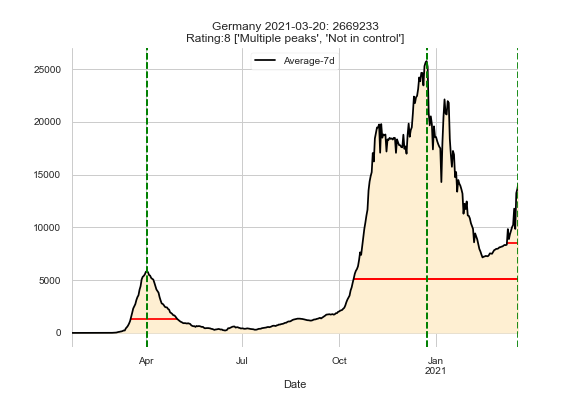 Germany 2021-03-20: 2669233
Rating:8 ['Multiple peaks', 'Not in control']
Average-7d
25000
20000
15000
10000
5000
0
Apr
Jul
Oct
Jan
2021
Date